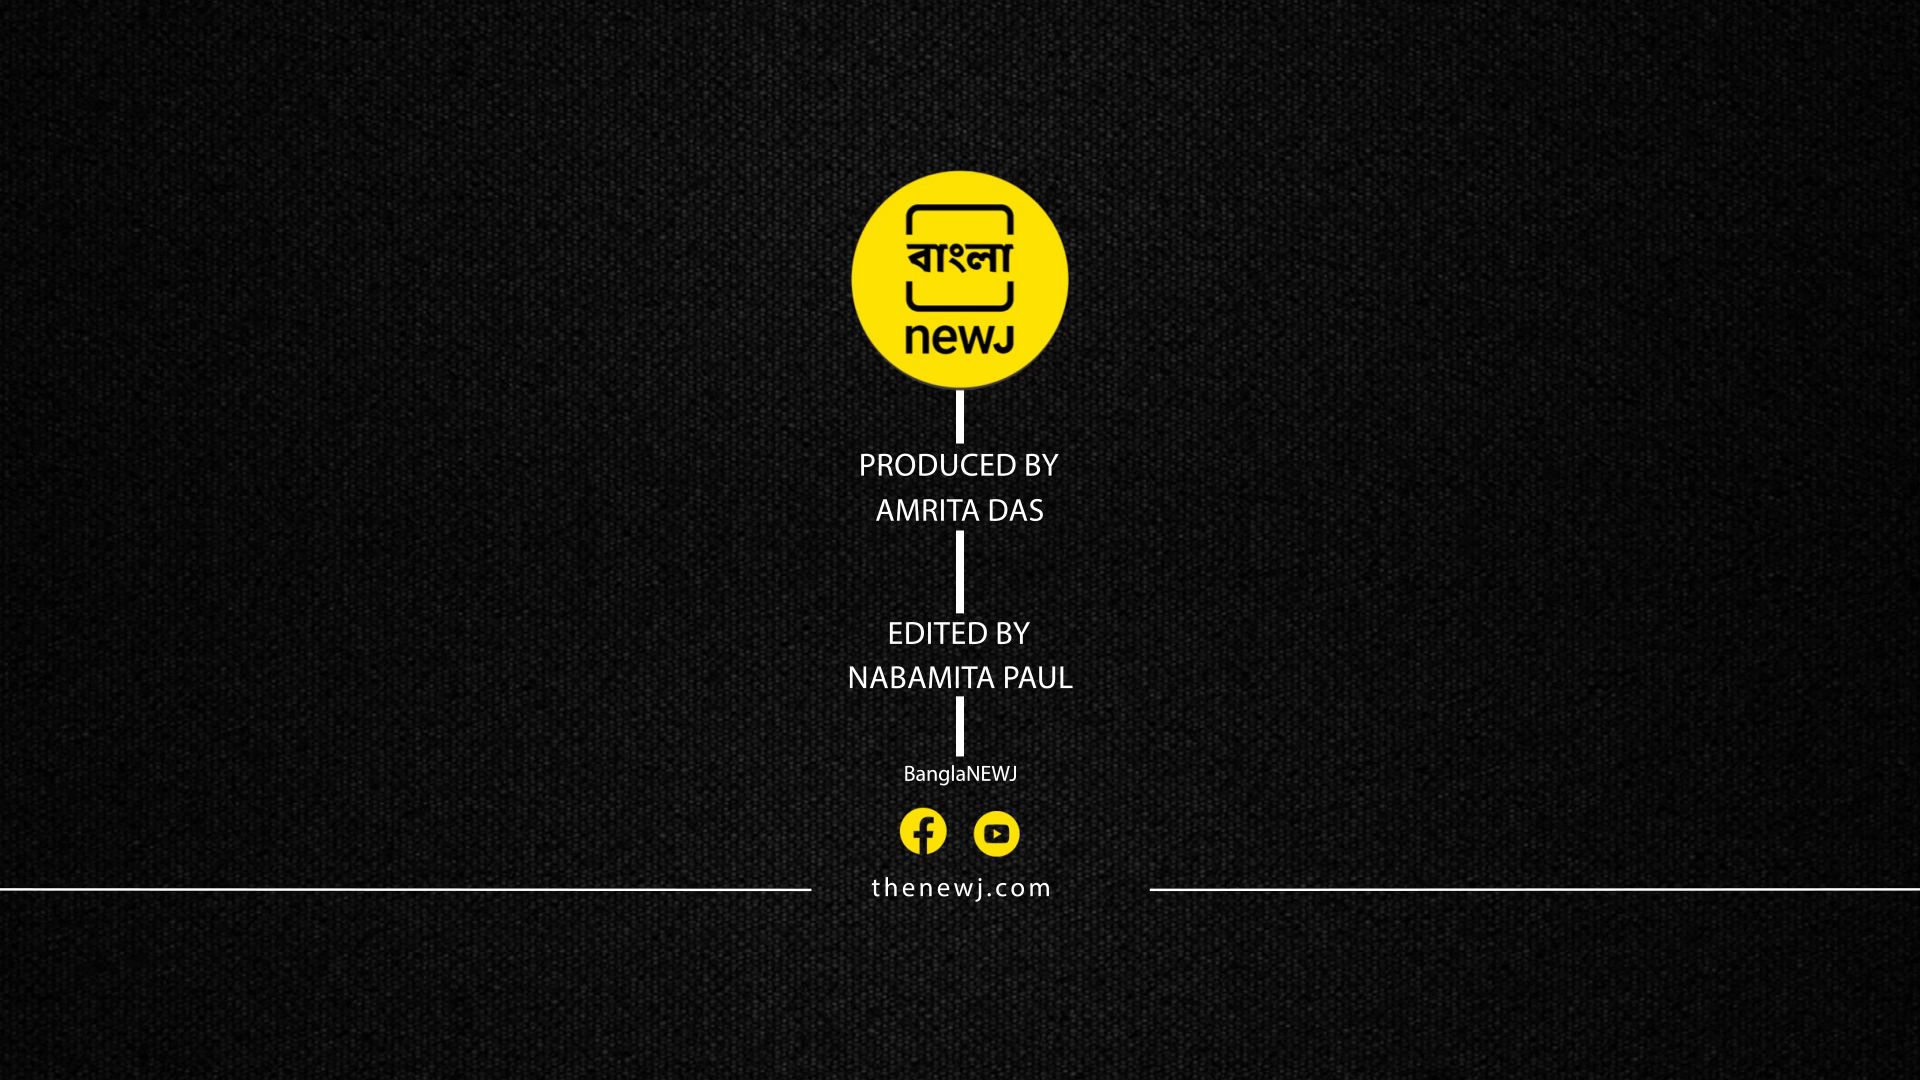 বাংলা
newJ
PRODUCED BY
AMRITA DAS
EDITED BY
NABAMITA PAUL
BanglaNEWJ
thenewj.com